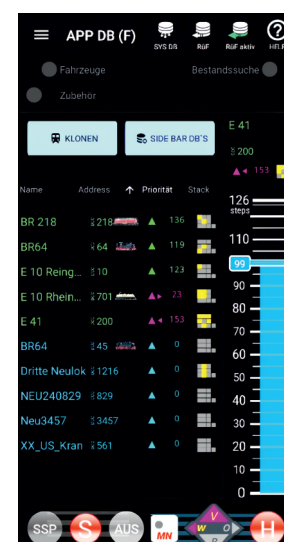 APP DB (F)
SYS DB
RüF
RüF aktiv
Fahrzeuge
Bestandssuche
Zubehör
KLONEN
SIDE BAR DB'S
E 41
200
153
Name Address Priorität Stack
BR 218 218 136
BR64 64 119
E 10 Reing... 10 123
E 10 Rhein... 701 23
E 41 200 153
BR64 45 0
Dritte Neulok 1216 0
NEU240829 829 0
Neu3457 3457 0
XX_US_Kran 561 0
126
steps
110
99
90
80
70
60
50
40
30
20
10
0
SSP
S
AUS
MN
V
W
O
H